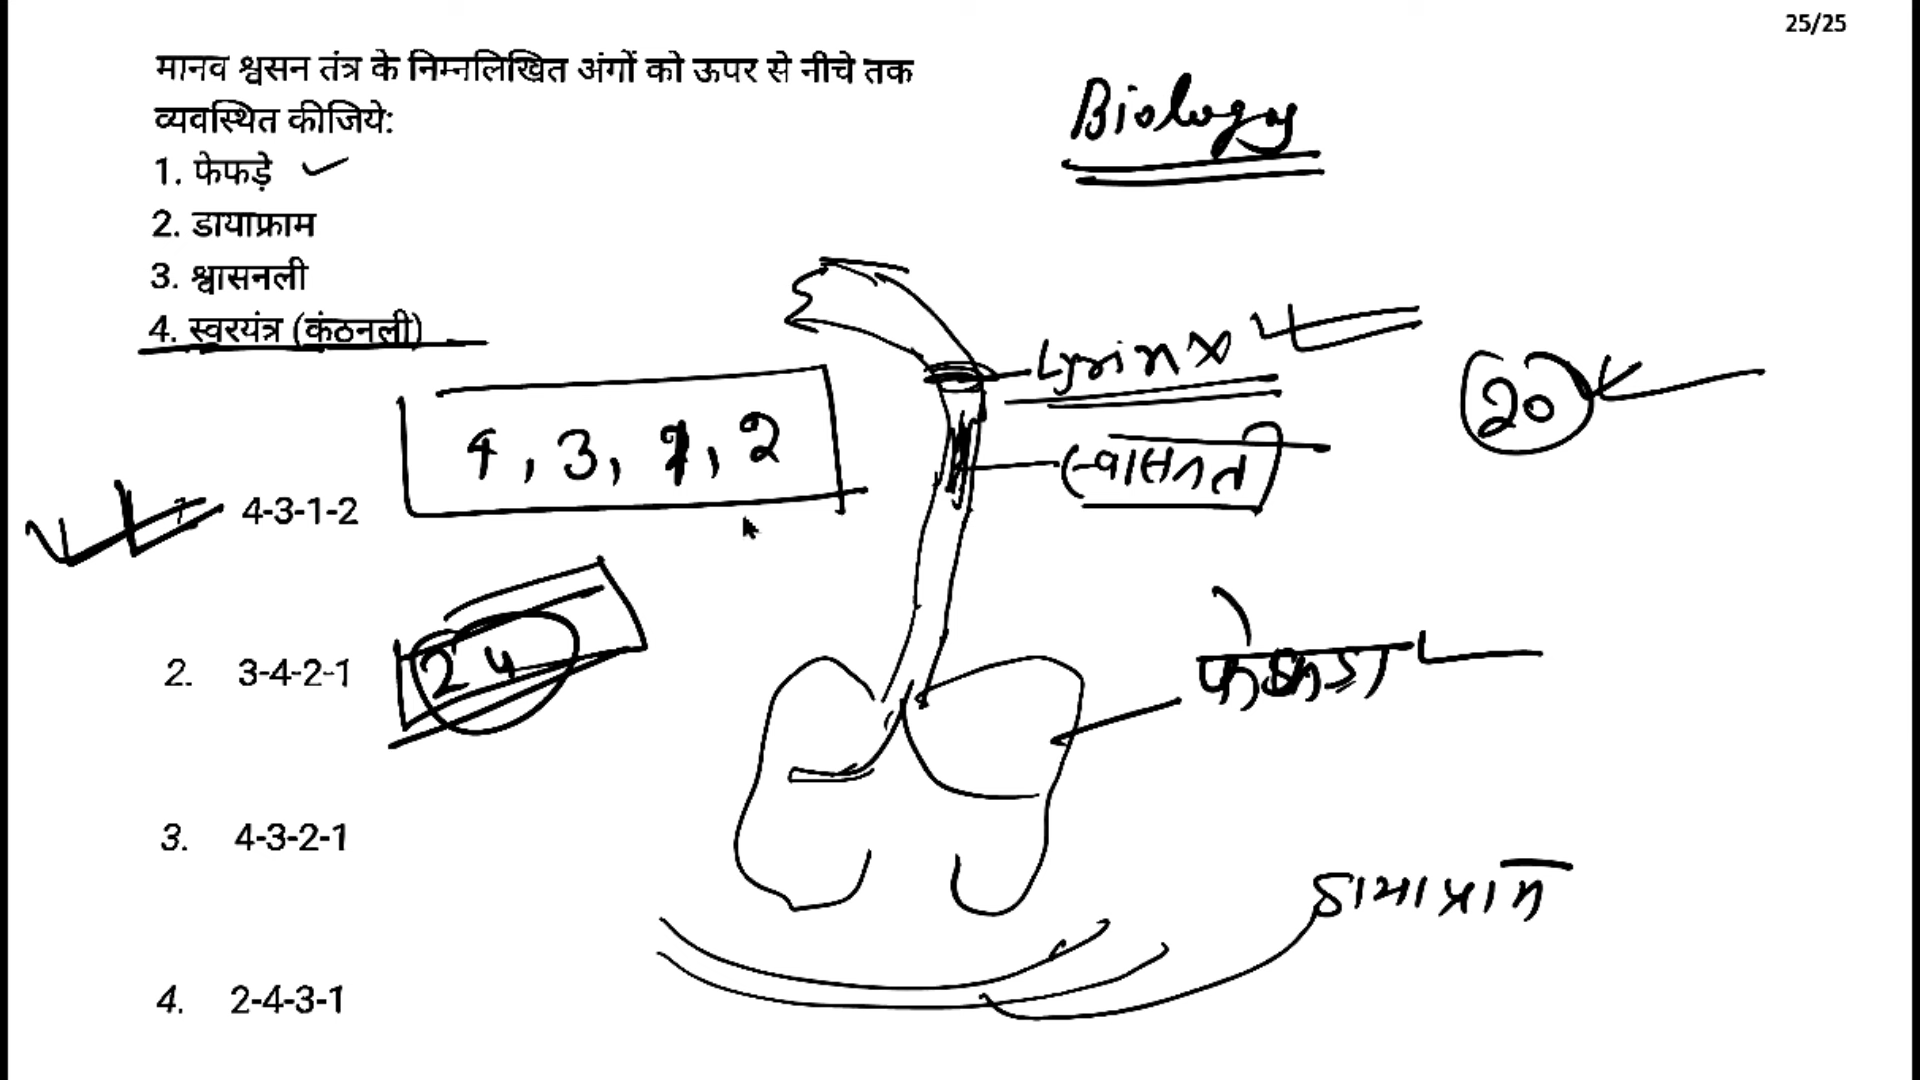 25/25
मानव श्वसन तंत्र के निम्नलिखित अंगों को ऊपर से नीचे तक
व्यवस्थित कीजिये:
Biology
1. फेफड़े
2. डायाफ्राम
3. श्वासनली
4. स्वरयंत्र (कंठनली)
Lyrinx
20
4, 3, 1, 2
1. 4-3-1-2
2. 3-4-2-1
24
फेफडा
3. 4-3-2-1
4. 2-4-3-1